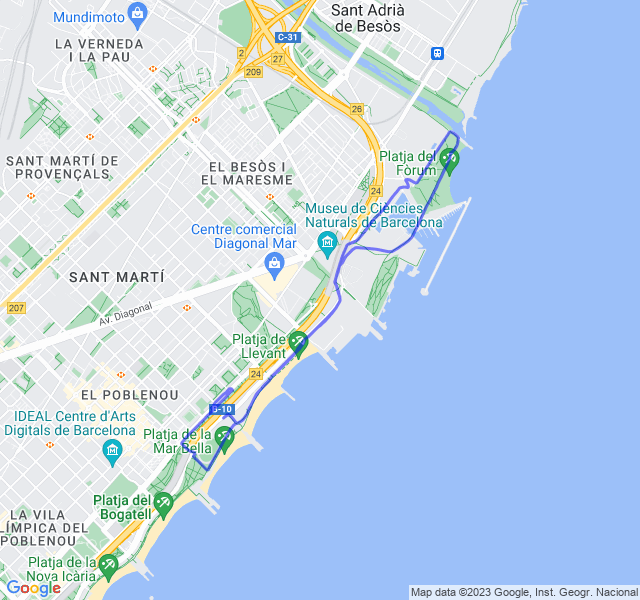 Sant Adrià
de Besòs
Mundimoto
LA VERNEDA
I LA PAU
C-31
2
27
209
26
SANT MARTÍ DE
PROVENÇALS
EL BESÒS I
EL MARESME
Platja del
Fòrum
24
Museu de Ciències
Naturals de Barcelona
Centre comercial
Diagonal Mar
SANT MARTÍ
207
Av. Diagonal
Platja de
Llevant
24
EL POBLENOU
B-10
IDEAL Centre d'Arts
Digitals de Barcelona
Platja de la
Mar Bella
Platja del
Bogatell
LA VILA
LÍMPICA DEL
POBLENOU
Platja de la
Nova Icària
Google
Map data ©2023 Google, Inst. Geogr. Nacional